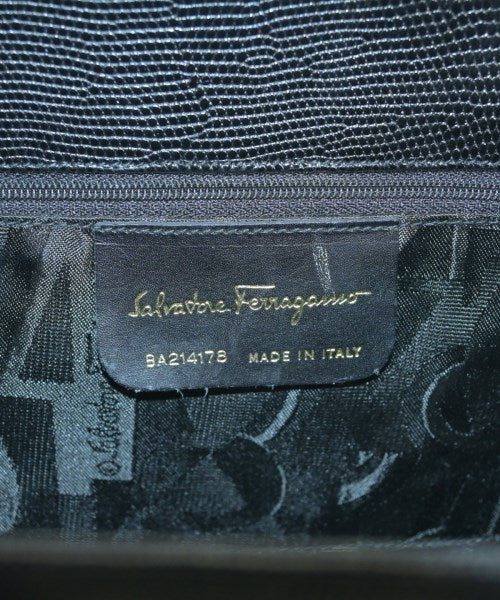 Salvatore Ferragamo
BA214178 MADE IN ITALY